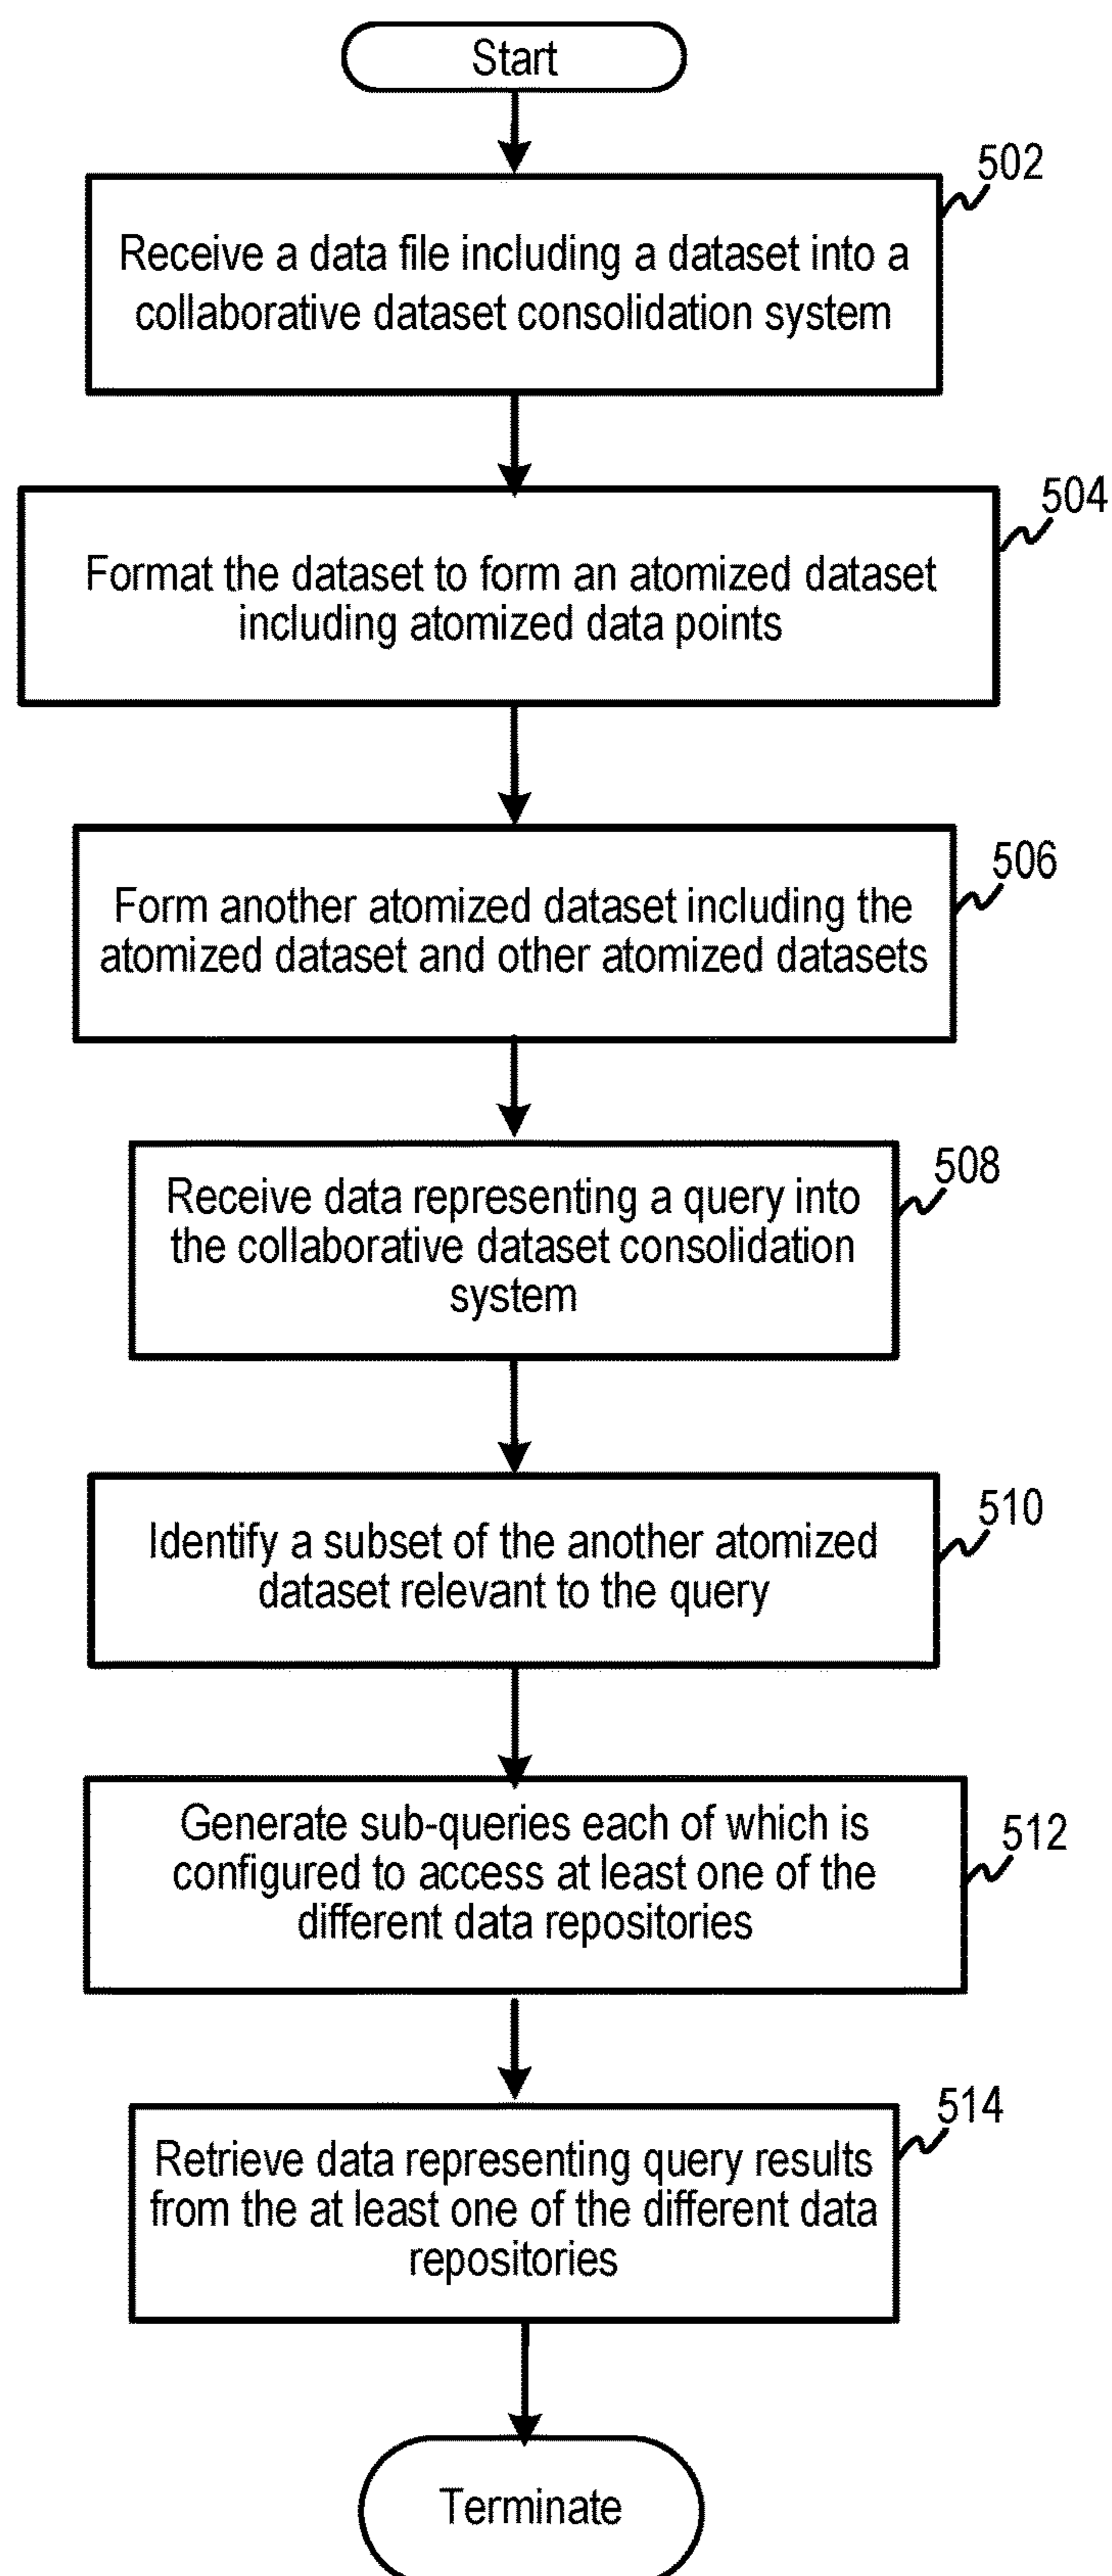 Start
502
Receive a data file including a dataset into a
collaborative dataset consolidation system
504
Format the dataset to form an atomized dataset
including atomized data points
506
Form another atomized dataset including the
atomized dataset and other atomized datasets
508
Receive data representing a query into
the collaborative dataset consolidation
system
510
Identify a subset of the another atomized
dataset relevant to the query
512
Generate sub-queries each of which is
configured to access at least one of the
different data repositories
514
Retrieve data representing query results
from the at least one of the different data
repositories
Terminate